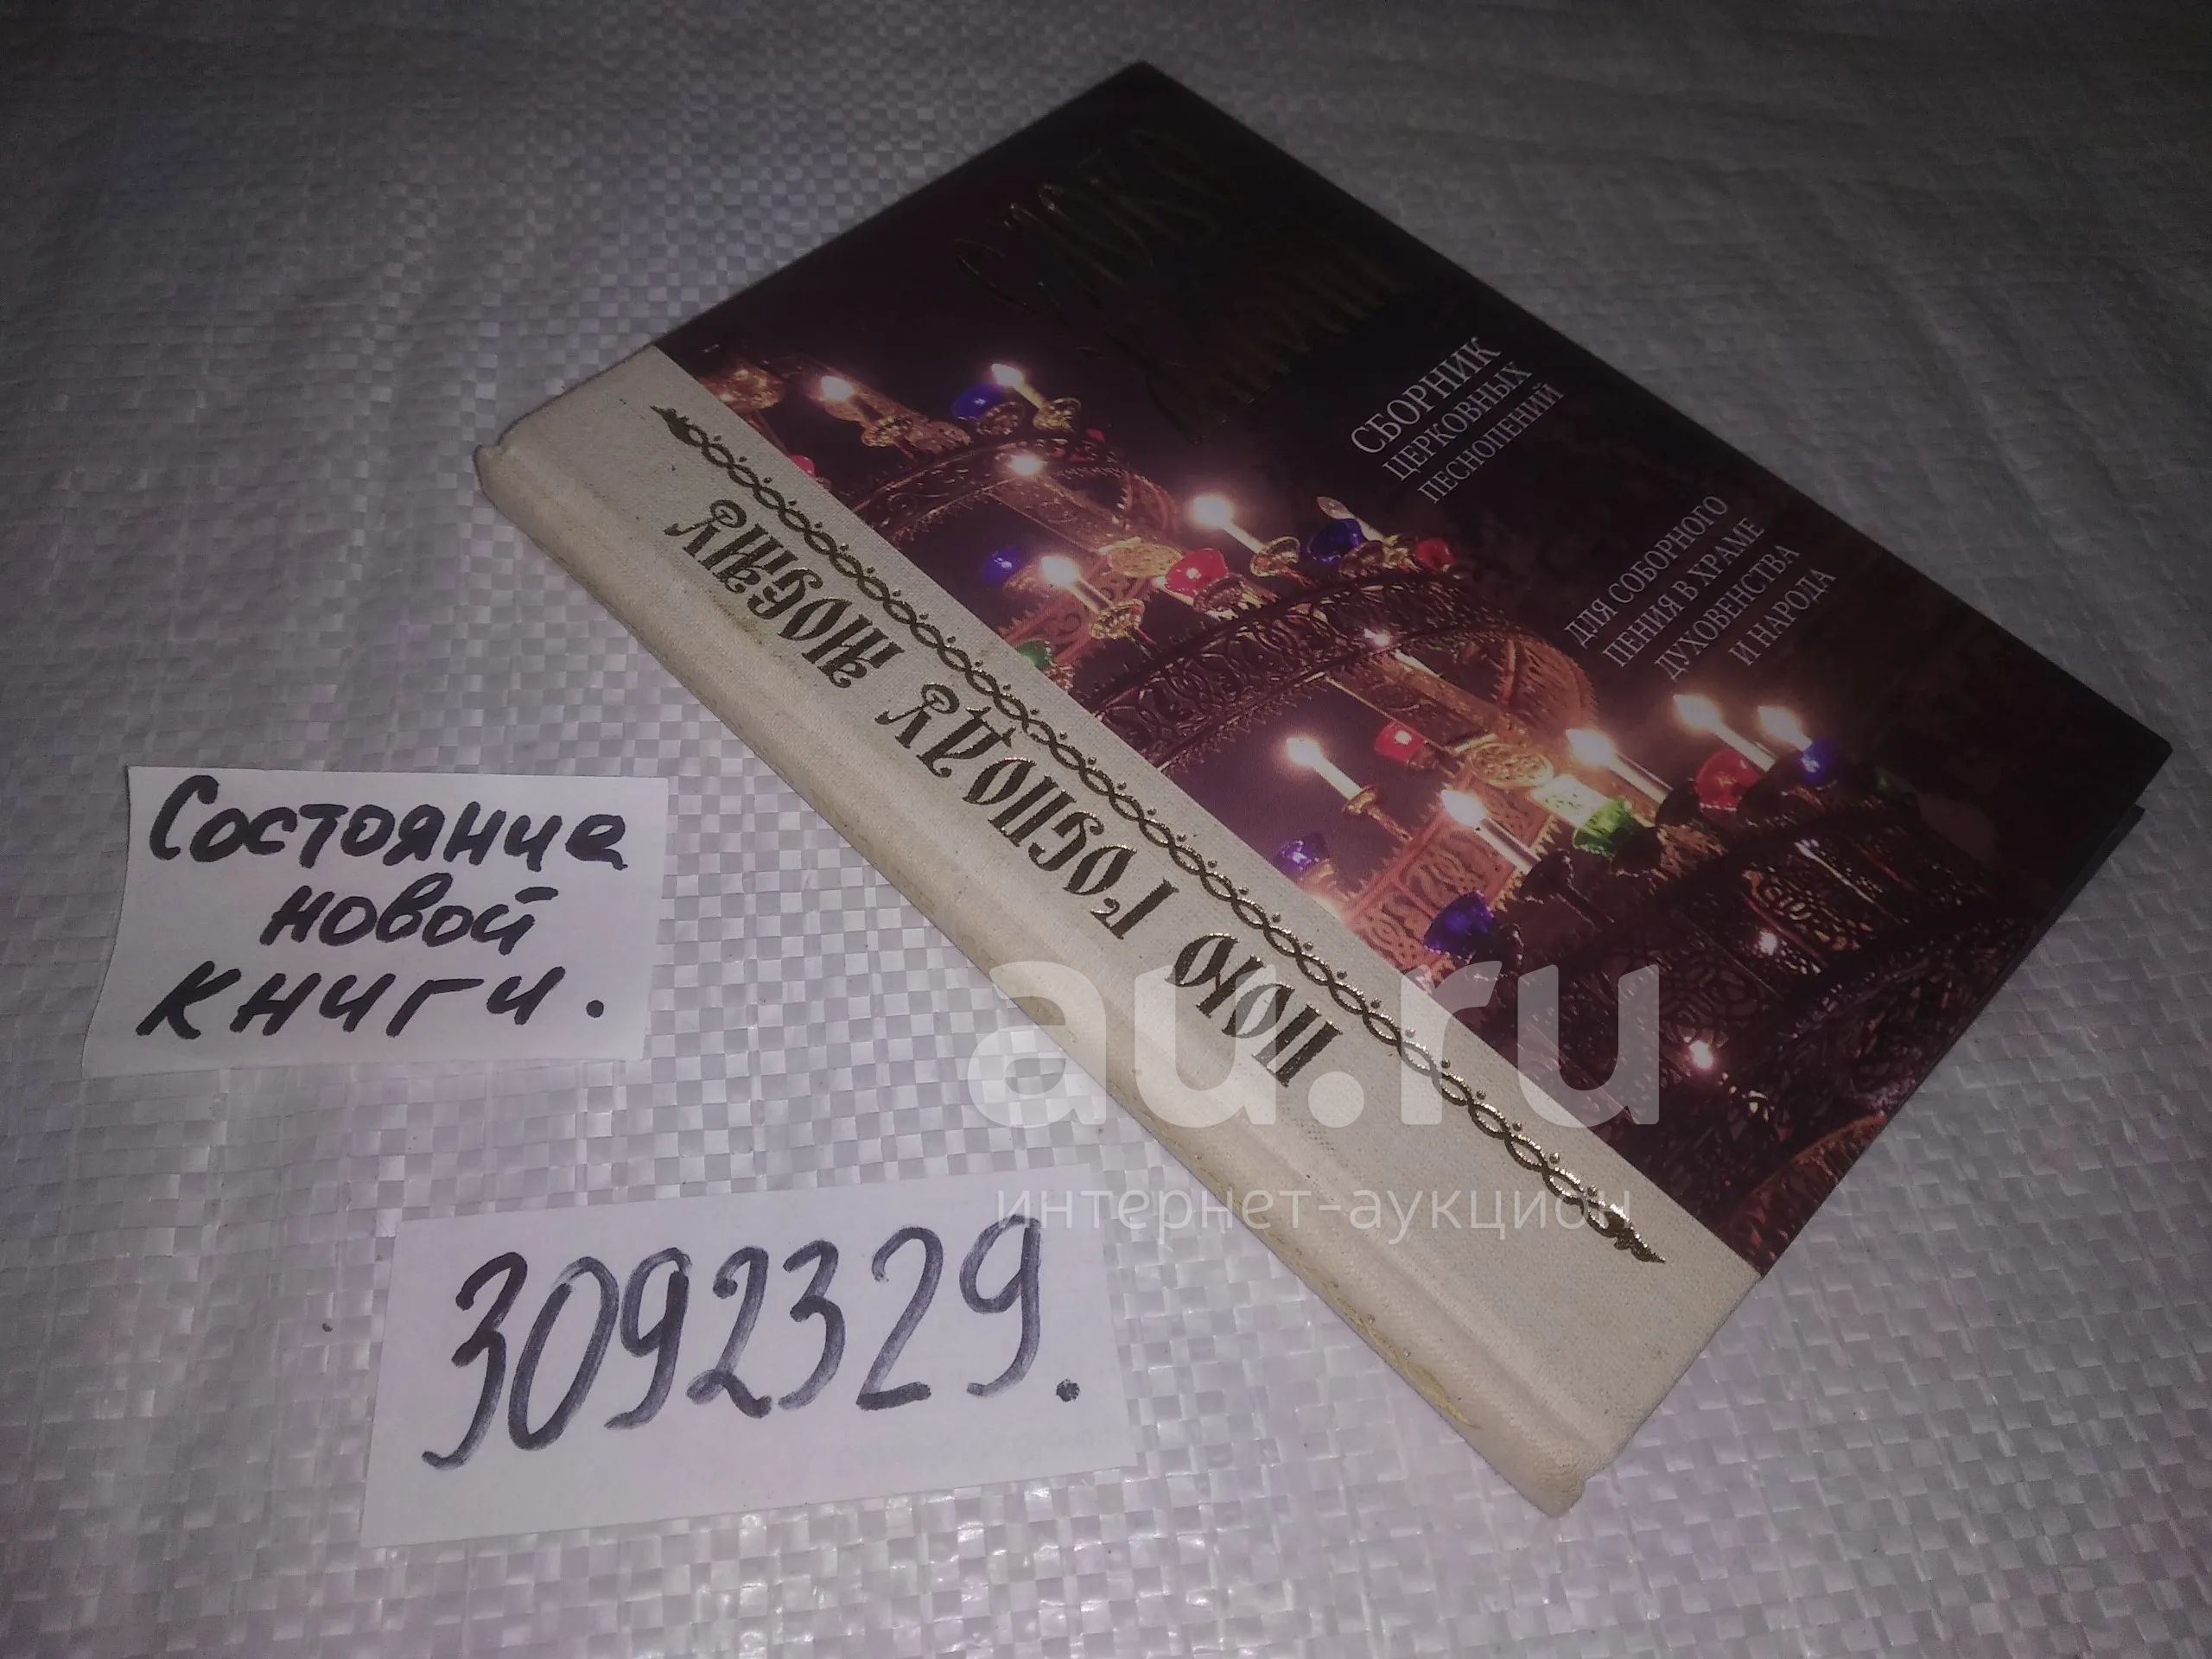 СБОРНИК
ЦЕРКОВНЫХ
ПЕСНОПЕНИЙ
ДЛЯ СОБОРНОГО
ПЕНИЯ В ХРАМЕ
ДУХОВЕНСТВА
И НАРОДА
ПОЮ ГОСПОДУ МОЕМУ
Состояние
новой
книги.
3092329.
au.ru
интернет-аукцион